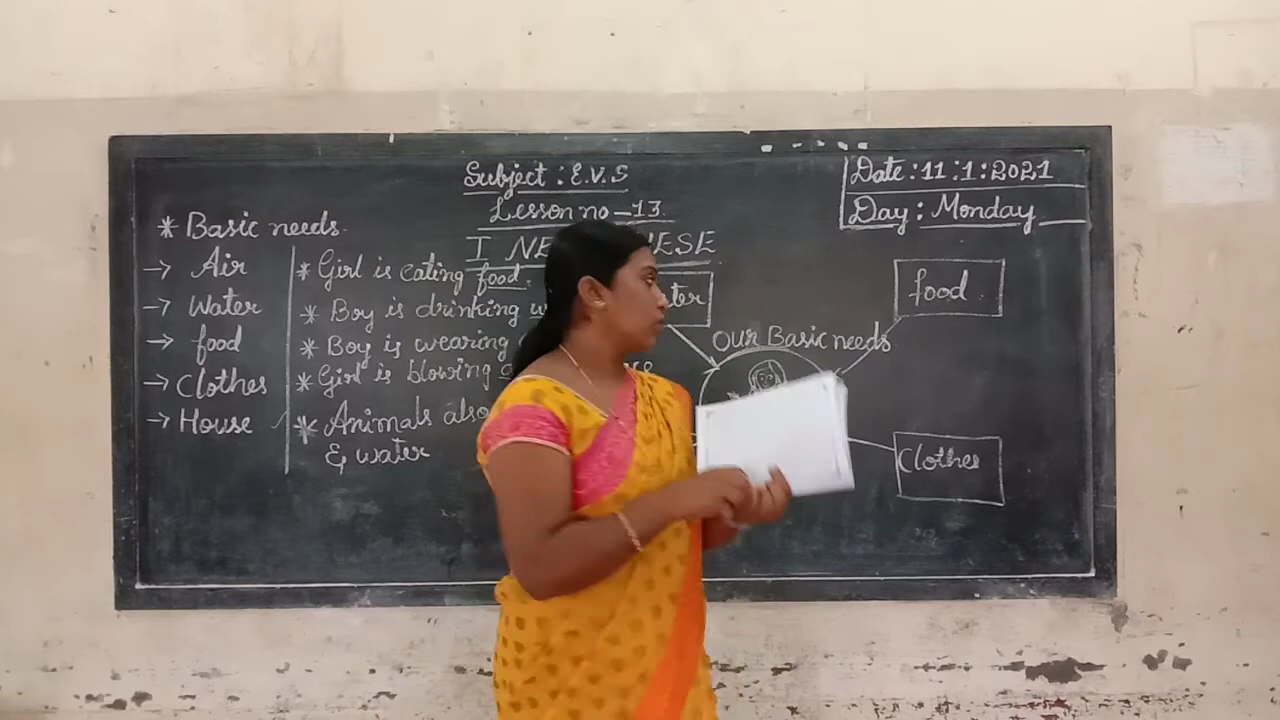 Subject : E.V.S
Lesson no – 13.
I THESE
Date : 11 : 1 : 2021
Day : Monday
* Basic needs.
→ Air
→ Water
→ food
→ Clothes
→ House
* Girl is eating food.
* Boy is drinking
* Boy is wearing
* Girl is blowing
* Animals also
& water
OUR Basic needs
food
Clothes